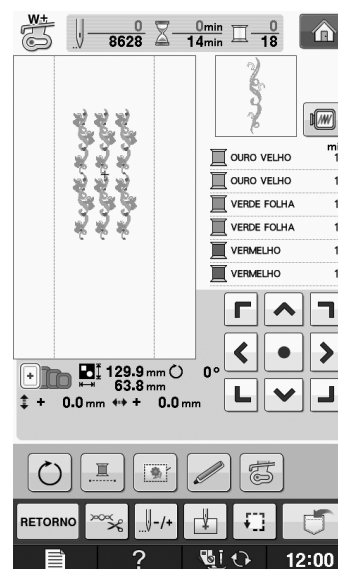 W+ 0 0min 0
8628 14min 18
mi
OURO VELHO 1
OURO VELHO 1
VERDE FOLHA 1
VERDE FOLHA 1
VERMELHO 1
VERMELHO 1
129.9 mm 0°
63.8 mm
+ 0.0 mm + 0.0 mm
RETORNO -/+
? 12:00